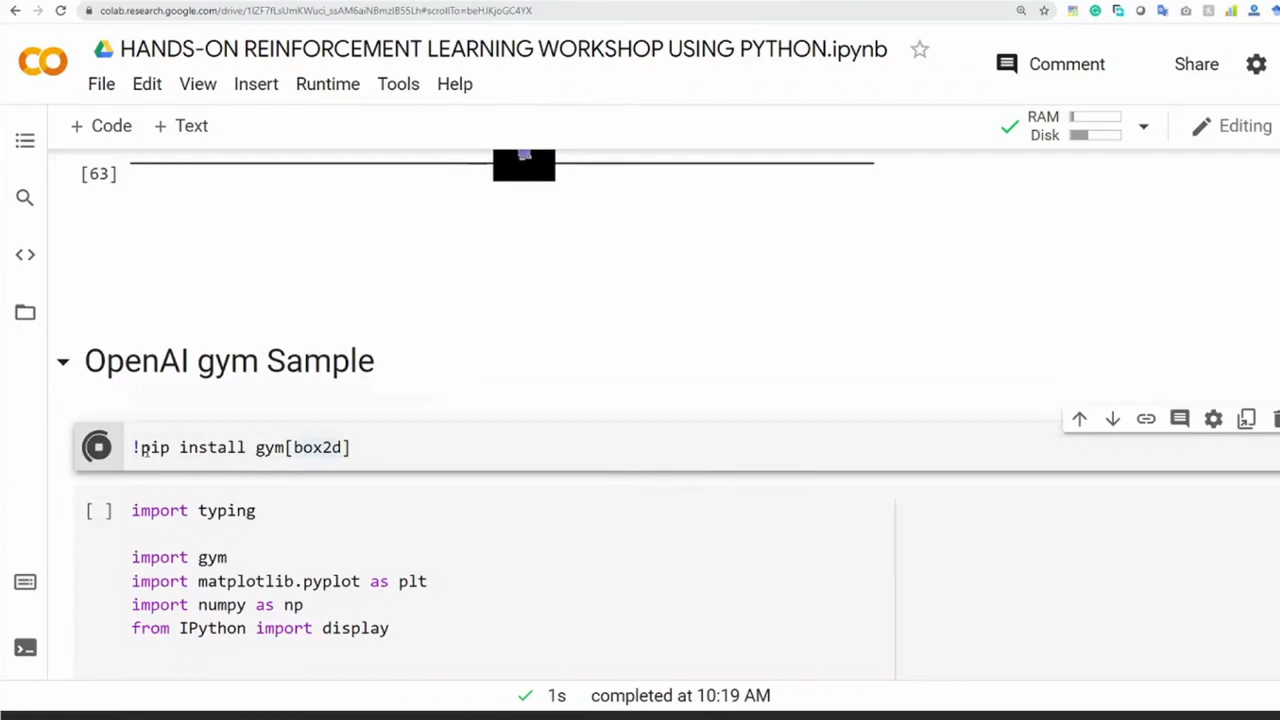 colab.research.google.com/drive/1IZF7fLsUmKWuci_ssAM6aiNBmzIB55Lh#scrollTo=beHJKjoGC4YX
HANDS-ON REINFORCEMENT LEARNING WORKSHOP USING PYTHON.ipynb
Comment
Share
File Edit View Insert Runtime Tools Help
+ Code + Text
RAM
Disk
Editing
[63]
OpenAI gym Sample
!pip install gym[box2d]
[ ] import typing
import gym
import matplotlib.pyplot as plt
import numpy as np
from IPython import display
1s completed at 10:19 AM